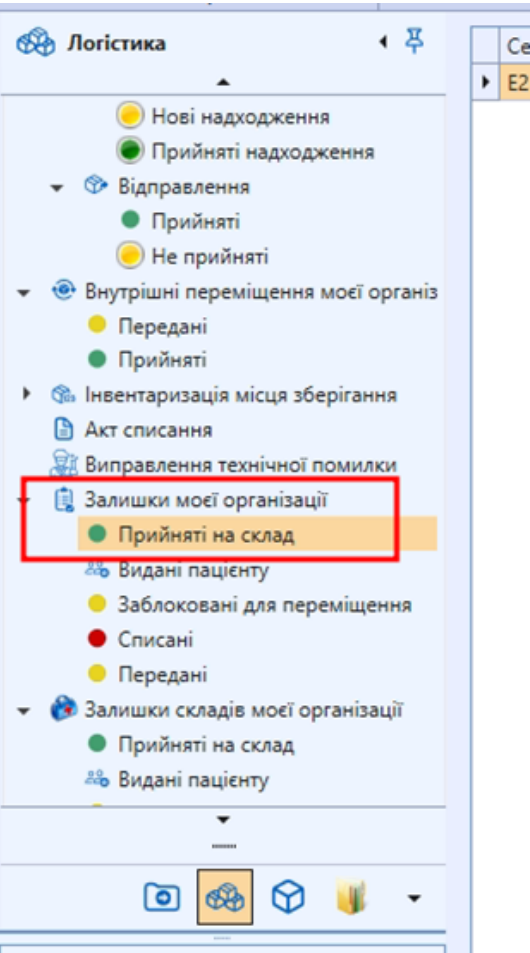 Логістика
Се
E2
Нові надходження
Прийняті надходження
Відправлення
Прийняті
Не прийняті
Внутрішні переміщення моєї організ
Передані
Прийняті
Інвентаризація місця зберігання
Акт списання
Виправлення технічної помилки
Залишки моєї організації
Прийняті на склад
Видані пацієнту
Заблоковані для переміщення
Списані
Передані
Залишки складів моєї організації
Прийняті на склад
Видані пацієнту